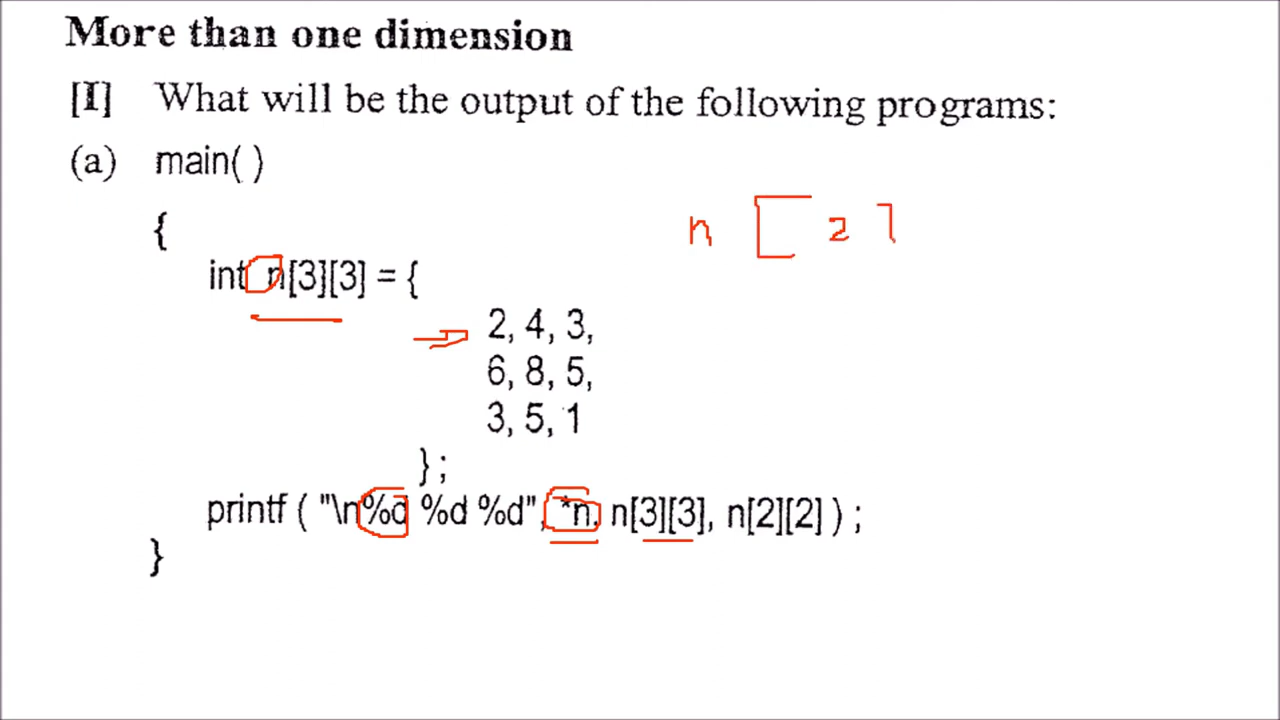 More than one dimension
[I] What will be the output of the following programs:
(a) main( )
{
n [ 2 ]
int n[3][3] = {
2, 4, 3,
6, 8, 5,
3, 5, 1
} ;
printf ( "\n%d %d %d", *n, n[3][3], n[2][2] ) ;
}